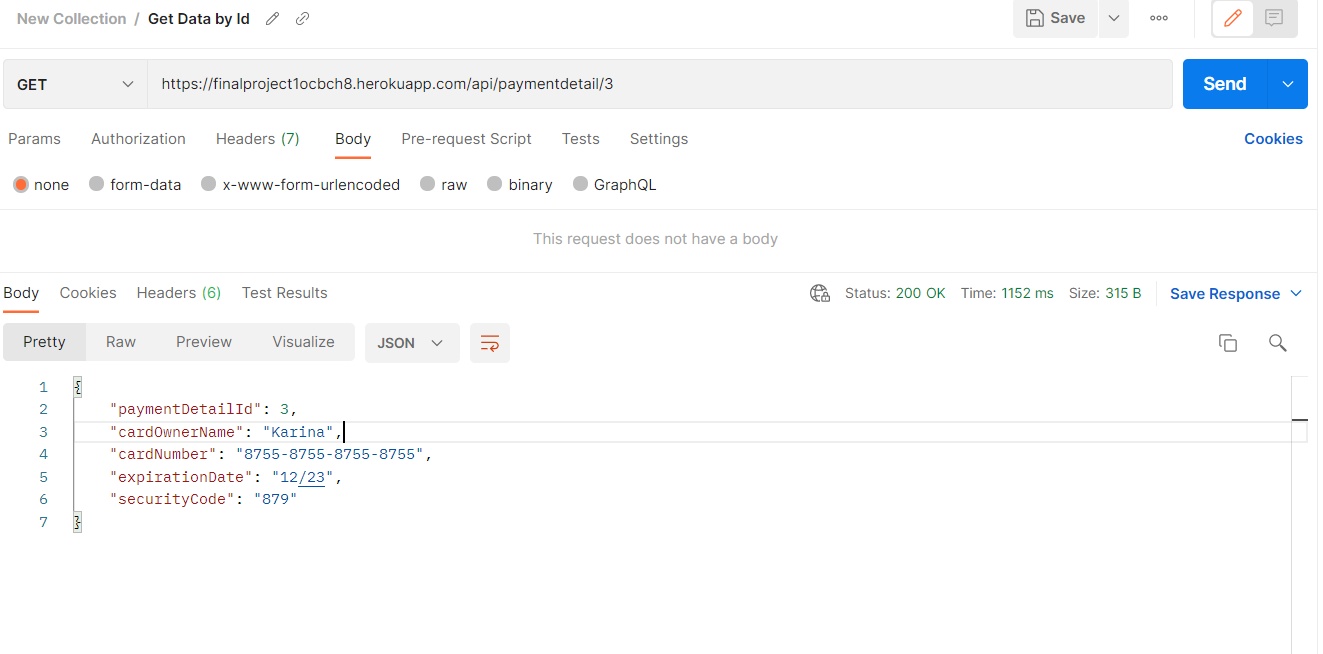 New Collection / Get Data by Id Save
GET https://finalproject1ocbch8.herokuapp.com/api/paymentdetail/3 Send
Params Authorization Headers (7) Body Pre-request Script Tests Settings Cookies
none form-data x-www-form-urlencoded raw binary GraphQL
This request does not have a body
Body Cookies Headers (6) Test Results Status: 200 OK Time: 1152 ms Size: 315 B Save Response
Pretty Raw Preview Visualize JSON
1 {
2 "paymentDetailId": 3,
3 "cardOwnerName": "Karina",
4 "cardNumber": "8755-8755-8755-8755",
5 "expirationDate": "12/23",
6 "securityCode": "879"
7 }